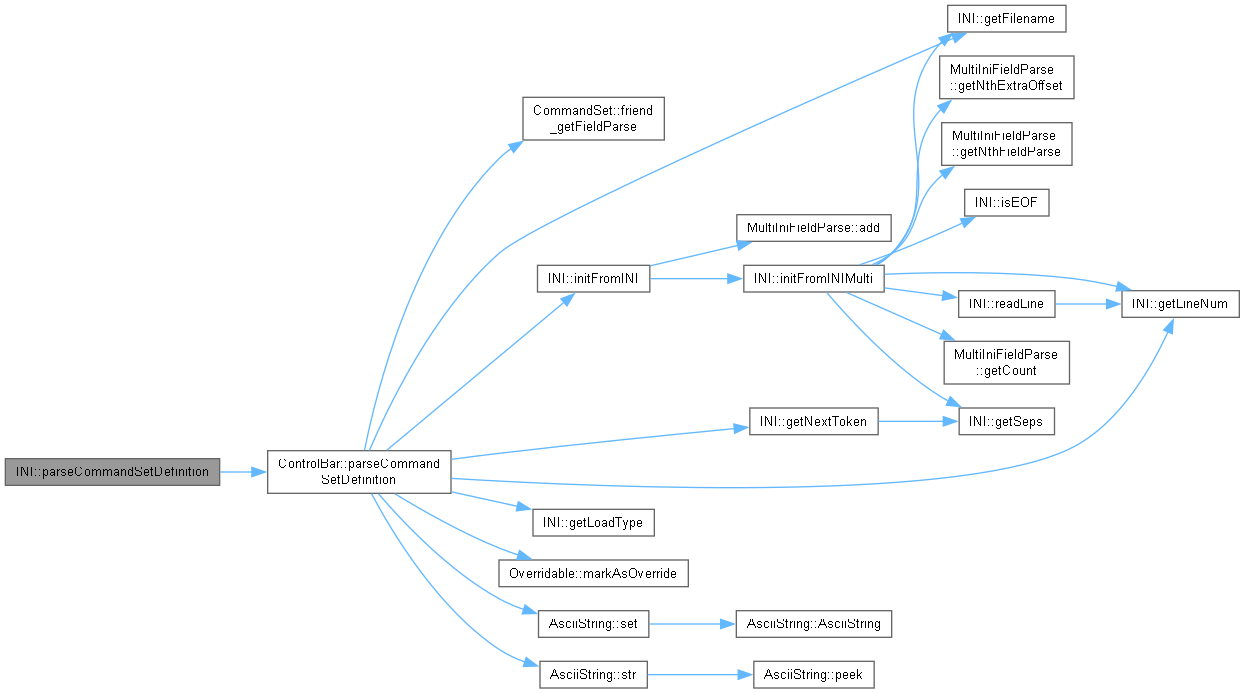 INI::getFilename
MultiIniFieldParse
::getNthExtraOffset
CommandSet::friend
_getFieldParse
MultiIniFieldParse
::getNthFieldParse
INI::isEOF
MultiIniFieldParse::add
INI::initFromINI
INI::initFromINIMulti
INI::readLine
INI::getLineNum
MultiIniFieldParse
::getCount
INI::getNextToken
INI::getSeps
INI::parseCommandSetDefinition
ControlBar::parseCommand
SetDefinition
INI::getLoadType
Overridable::markAsOverride
AsciiString::set
AsciiString::AsciiString
AsciiString::str
AsciiString::peek